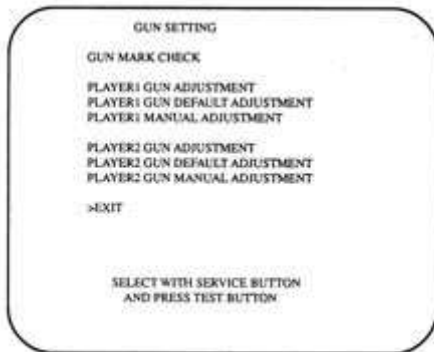 GUN SETTING
GUN MARK CHECK
PLAYER1 GUN ADJUSTMENT
PLAYER1 GUN DEFAULT ADJUSTMENT
PLAYER1 MANUAL ADJUSTMENT
PLAYER2 GUN ADJUSTMENT
PLAYER2 GUN DEFAULT ADJUSTMENT
PLAYER2 GUN MANUAL ADJUSTMENT
>EXIT
SELECT WITH SERVICE BUTTON
AND PRESS TEST BUTTON